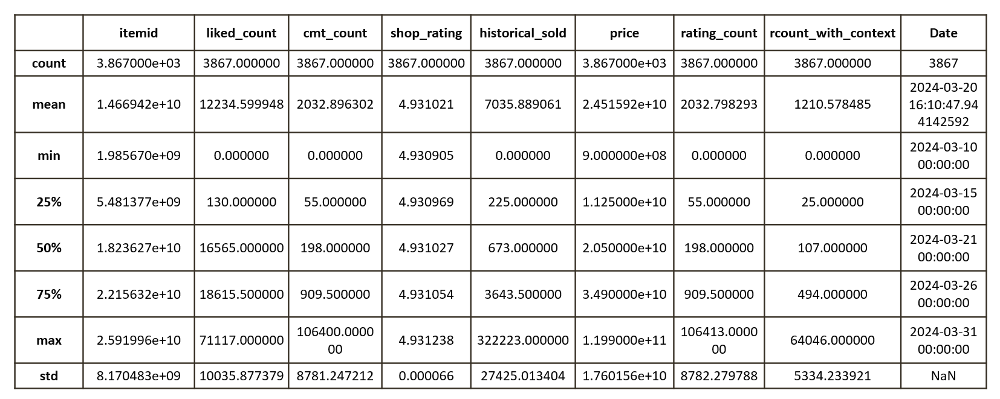 itemid liked_count cmt_count shop_rating historical_sold price rating_count rcount_with_context Date
count 3.867000e+03 3867.000000 3867.000000 3867.000000 3867.000000 3.867000e+03 3867.000000 3867.000000 3867
mean 1.466942e+10 12234.599948 2032.896302 4.931021 7035.889061 2.451592e+10 2032.798293 1210.578485 2024-03-20
16:10:47.94
4142592
min 1.985670e+09 0.000000 0.000000 4.930905 0.000000 9.000000e+08 0.000000 0.000000 2024-03-10
00:00:00
25% 5.481377e+09 130.000000 55.000000 4.930969 225.000000 1.125000e+10 55.000000 25.000000 2024-03-15
00:00:00
50% 1.823627e+10 16565.000000 198.000000 4.931027 673.000000 2.050000e+10 198.000000 107.000000 2024-03-21
00:00:00
75% 2.215632e+10 18615.500000 909.500000 4.931054 3643.500000 3.490000e+10 909.500000 494.000000 2024-03-26
00:00:00
max 2.591996e+10 71117.000000 106400.0000 4.931238 322223.000000 1.199000e+11 106413.0000 64046.000000 2024-03-31
00 00 00:00:00
std 8.170483e+09 10035.877379 8781.247212 0.000066 27425.013404 1.760156e+10 8782.279788 5334.233921 NaN